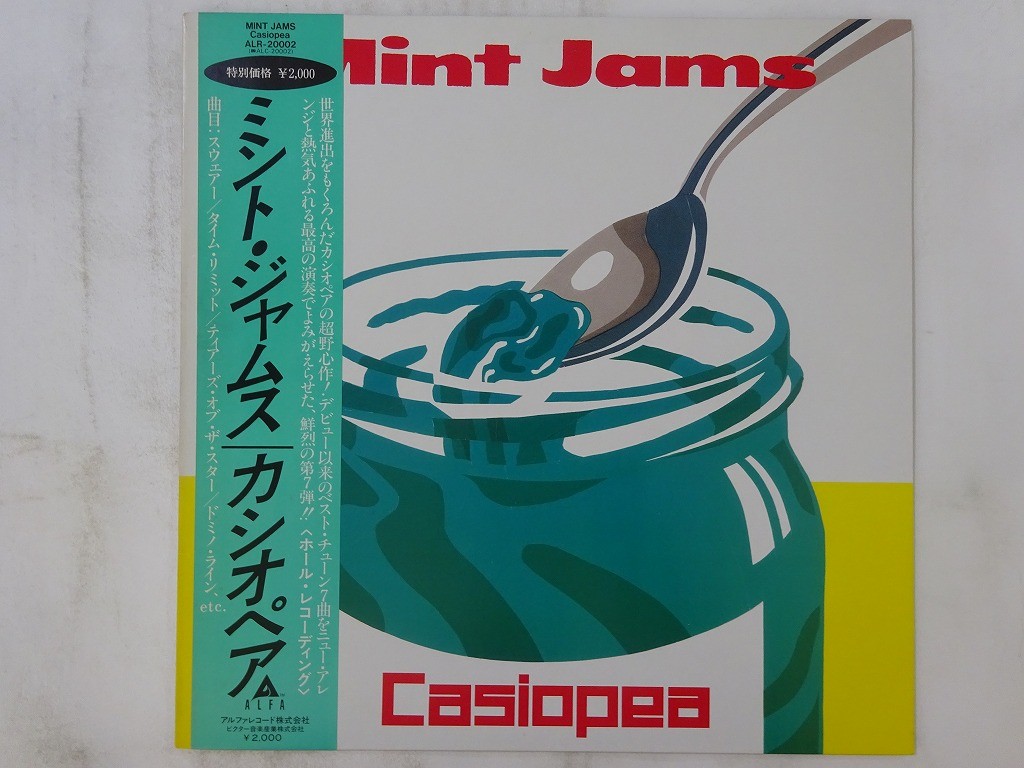 MINT JAMS
Casiopea
ALR-20002
(■ALC-20002)
特別価格 ¥2,000
世界進出をもくろんだカシオペアの超野心作!デビュー以来のベスト・チューン7曲をニュー・アレ
ンジと熱気あふれる最高の演奏でよみがえらせた、鮮烈の第7弾!!〈ホール・レコーディング〉
ミント・ジャムス|カシオペア
曲目:スウェアー/タイム・リミット/ティアーズ・オブ・ザ・スター/ドミノ・ライン、
etc.
ALFA
アルファレコード株式会社
ビクター音楽産業株式会社
¥2,000
Mint Jams
Casiopea